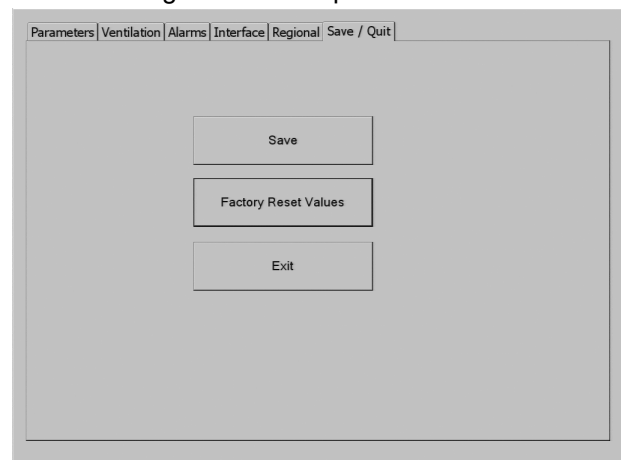 Parameters Ventilation Alarms Interface Regional Save / Quit
Save
Factory Reset Values
Exit